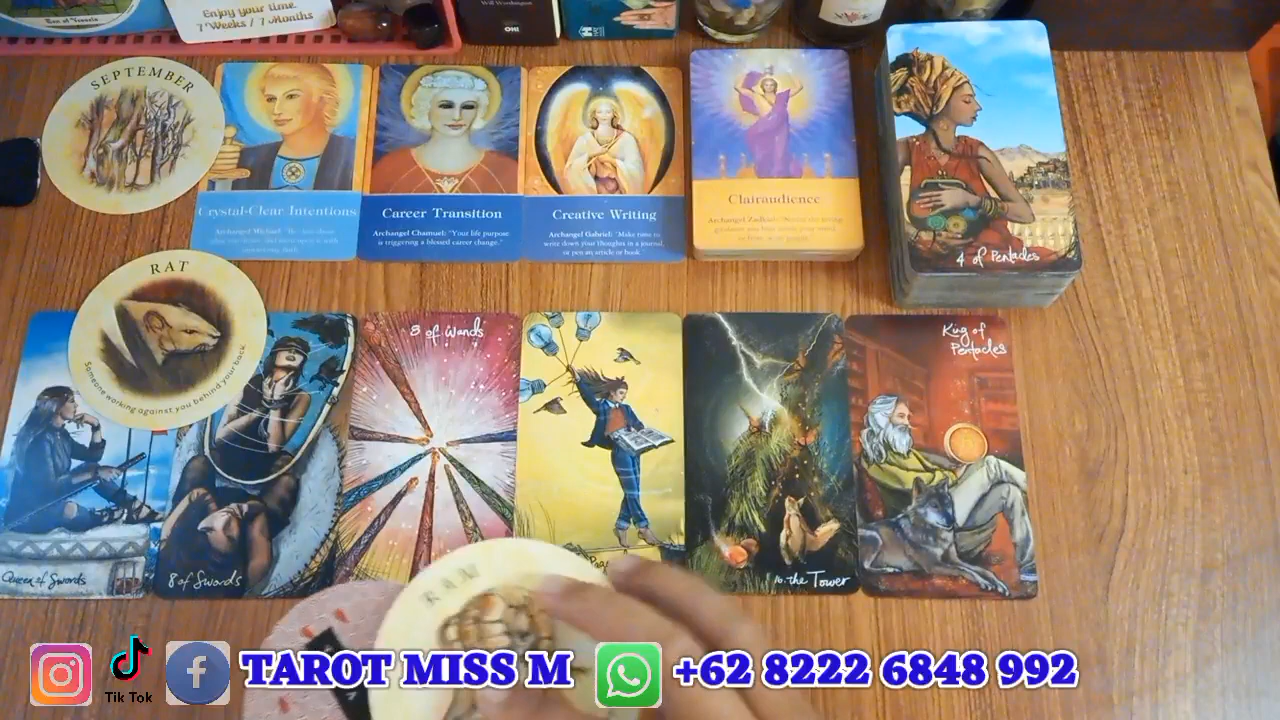 Enjoy your time.
7 Weeks / 7 Months
Will Worthington
OH!
SEPTEMBER
Crystal-Clear Intentions
Career Transition
Archangel Chamuel: "Your life purpose
is triggering a blessed career change."
Creative Writing
Archangel Gabriel: "Make time to
write down your thoughts in a journal,
or pen an article or book
Clairaudience
4 of Pentacles
RAT
Someone working against you behind your back
Queen of Swords
8 of Swords
8 of Wands
16. the Tower
King of
Pentacles
Tik Tok
TAROT MISS M
+62 8222 6848 992